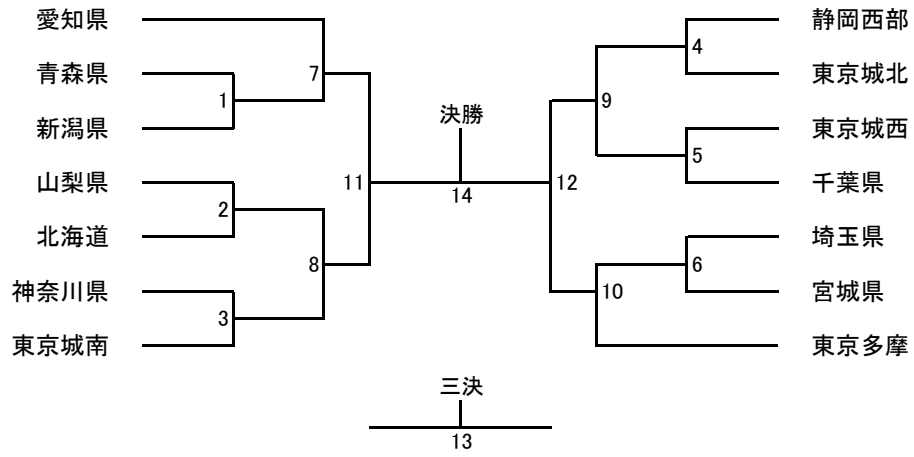 愛知県
青森県
新潟県
山梨県
北海道
神奈川県
東京城南
1
2
3
7
8
11
決勝
14
12
9
10
4
5
6
静岡西部
東京城北
東京城西
千葉県
埼玉県
宮城県
東京多摩
三決
13